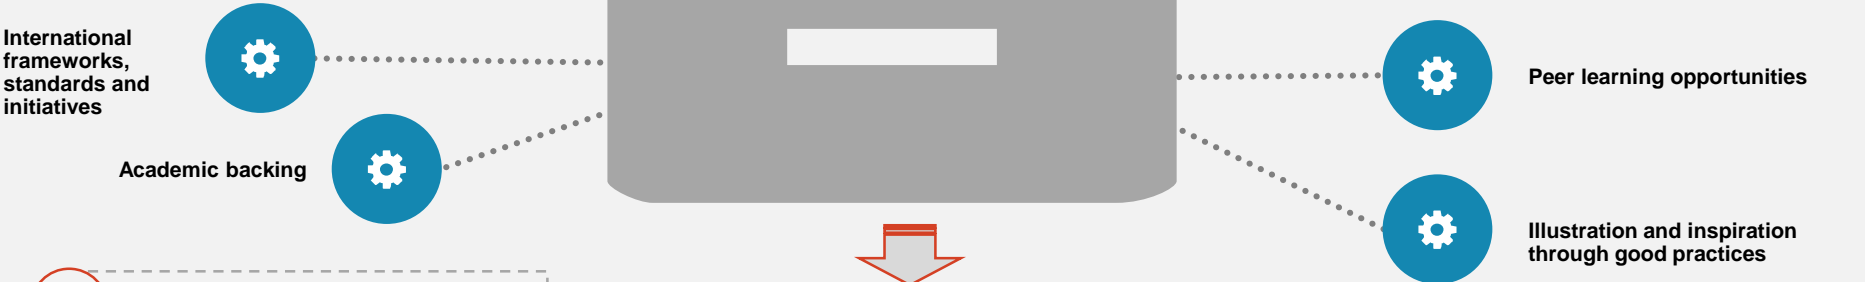 International
frameworks,
standards and
initiatives
Academic backing
Peer learning opportunities
Illustration and inspiration
through good practices